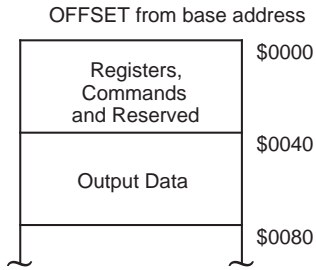 OFFSET from base address
$0000
Registers,
Commands
and Reserved
$0040
Output Data
$0080